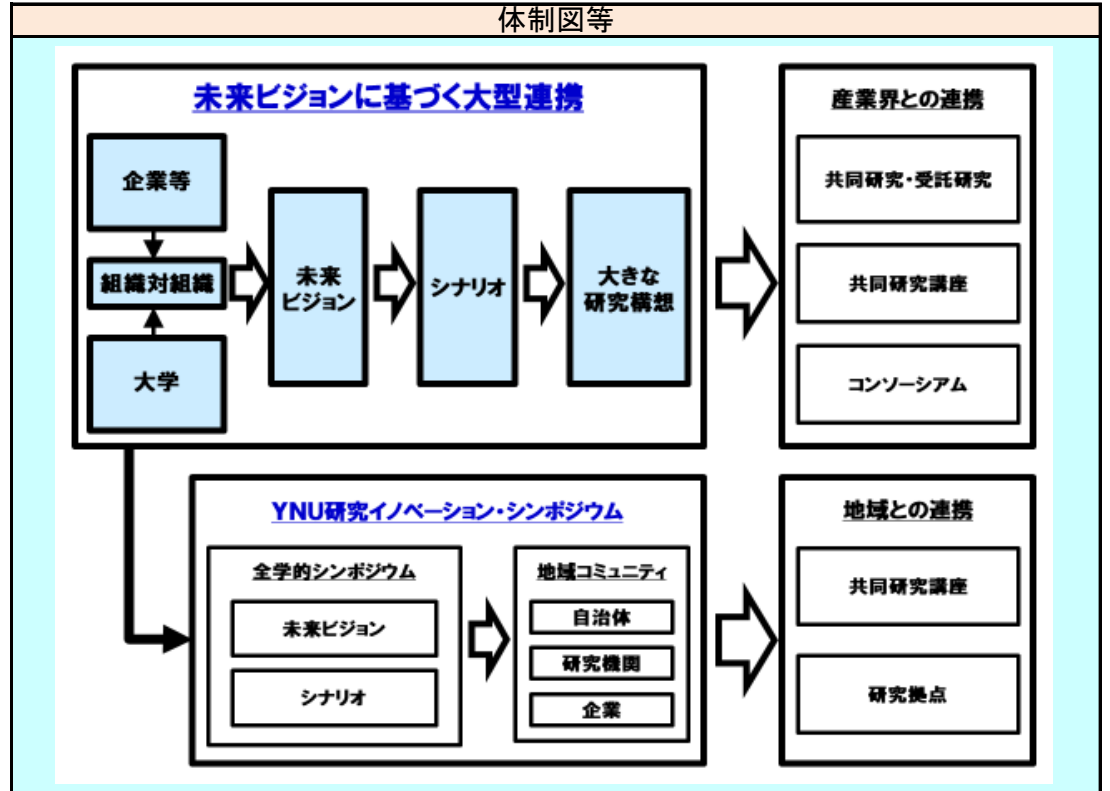 体制図等
未来ビジョンに基づく大型連携
企業等
組織対組織
大学
未来
ビジョン
シナリオ
大きな
研究構想
産業界との連携
共同研究・受託研究
共同研究講座
コンソーシアム
YNU研究イノベーション・シンポジウム
全学的シンポジウム
未来ビジョン
シナリオ
地域コミュニティ
自治体
研究機関
企業
地域との連携
共同研究講座
研究拠点